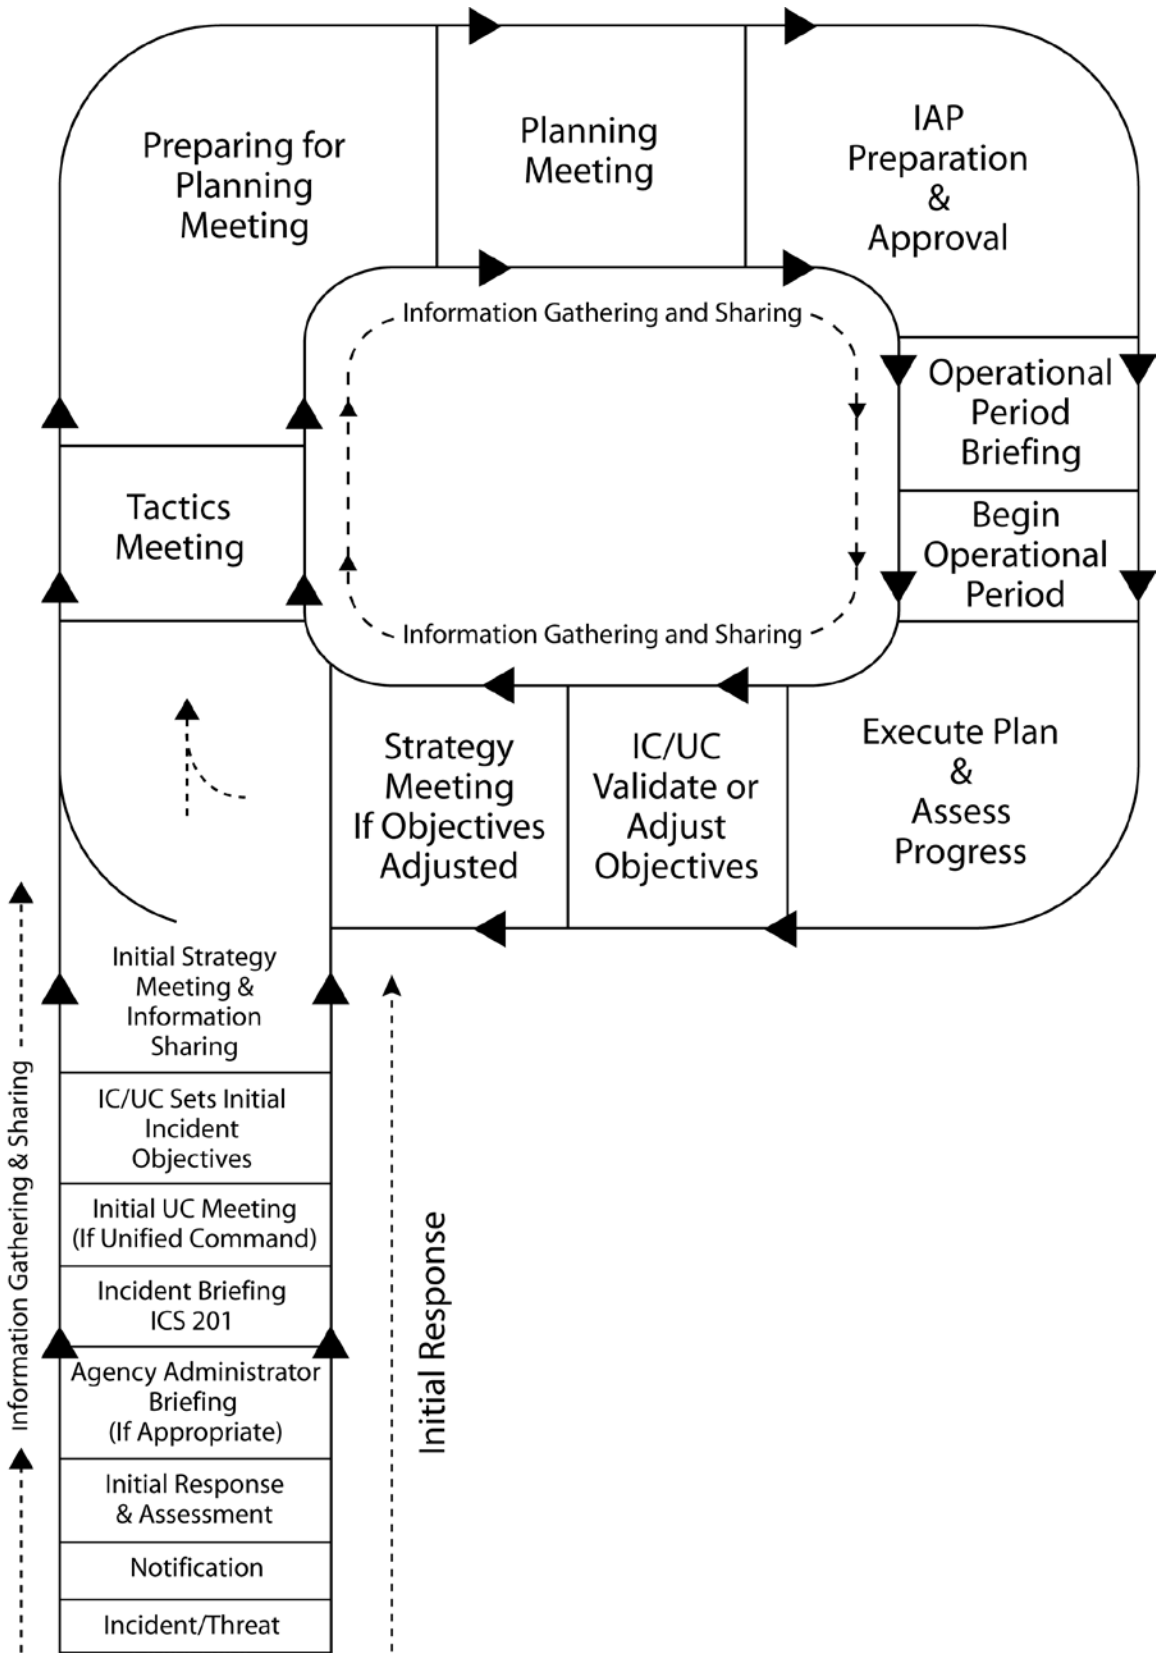 Preparing for
Planning
Meeting
Planning
Meeting
IAP
Preparation
&
Approval
Information Gathering and Sharing
Operational
Period
Briefing
Tactics
Meeting
Begin
Operational
Period
Information Gathering and Sharing
Strategy
Meeting
If Objectives
Adjusted
IC/UC
Validate or
Adjust
Objectives
Execute Plan
&
Assess
Progress
Initial Strategy
Meeting &
Information
Sharing
IC/UC Sets Initial
Incident
Objectives
Initial UC Meeting
(If Unified Command)
Incident Briefing
ICS 201
Agency Administrator
Briefing
(If Appropriate)
Initial Response
& Assessment
Notification
Incident/Threat
Information Gathering & Sharing
Initial Response